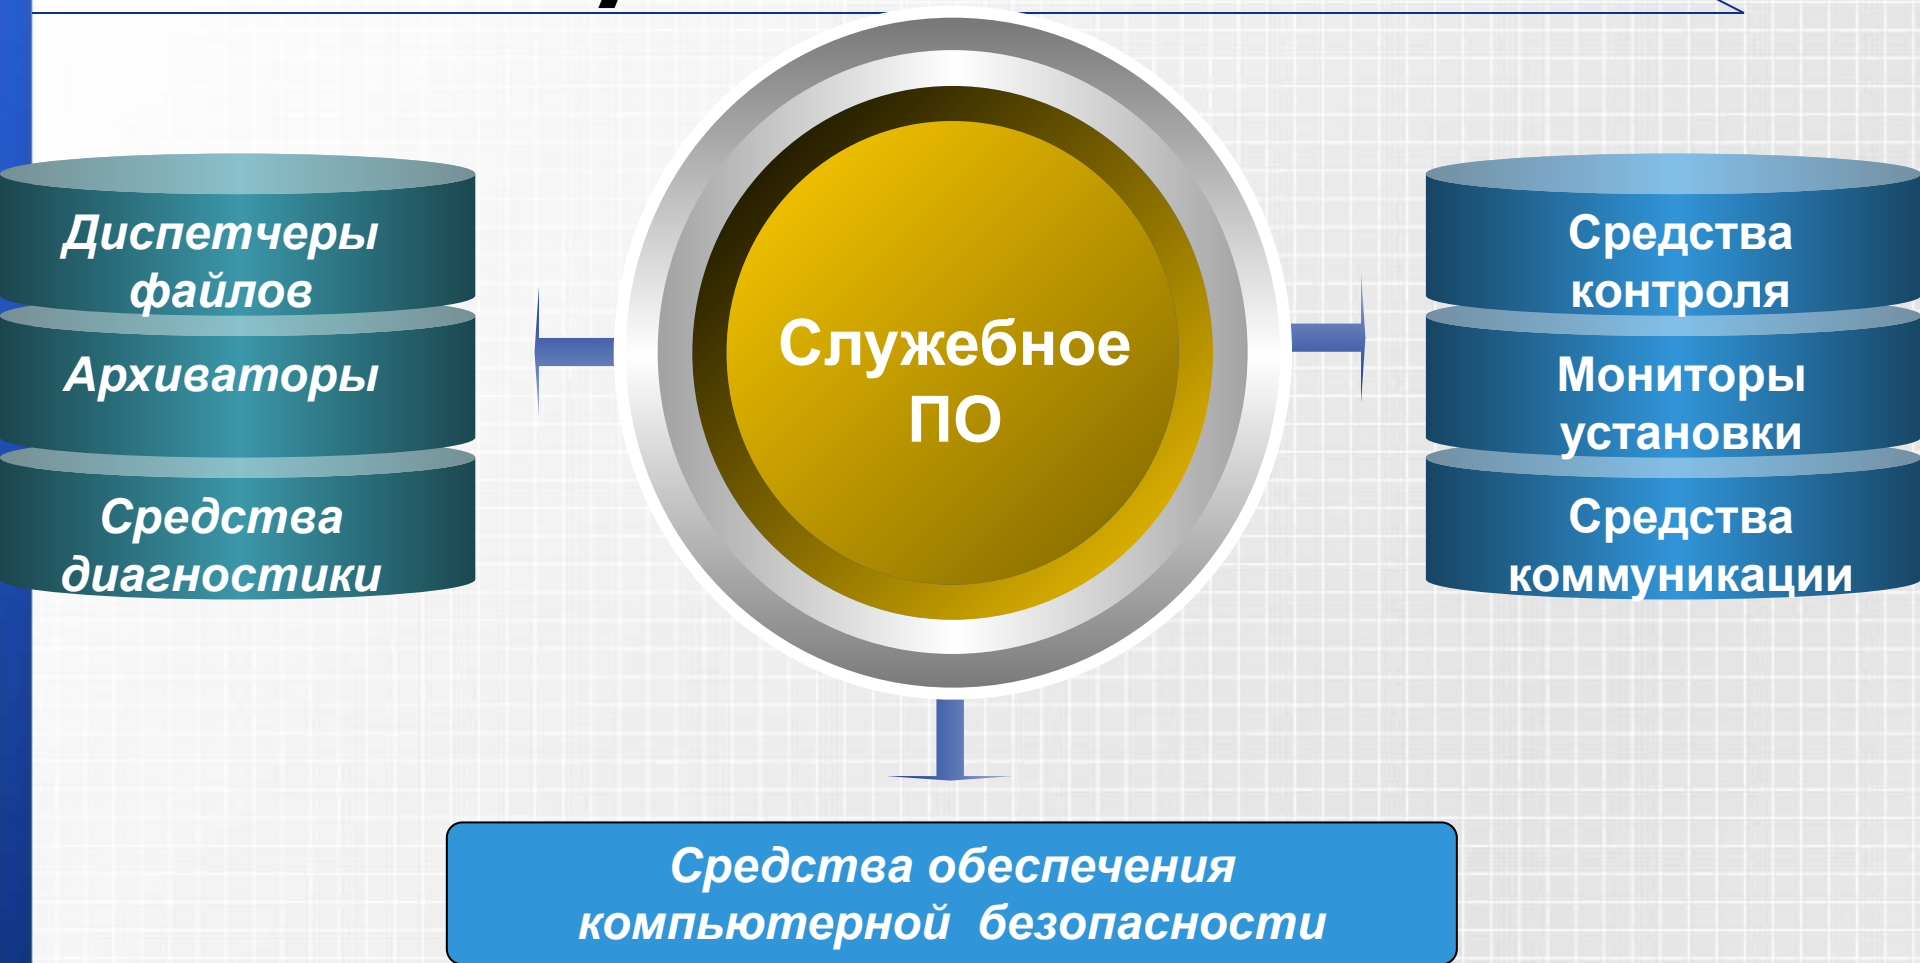 Диспетчеры
файлов
Архиваторы
Средства
диагностики
Служебное
ПО
Средства
контроля
Мониторы
установки
Средства
коммуникации
Средства обеспечения
компьютерной безопасности